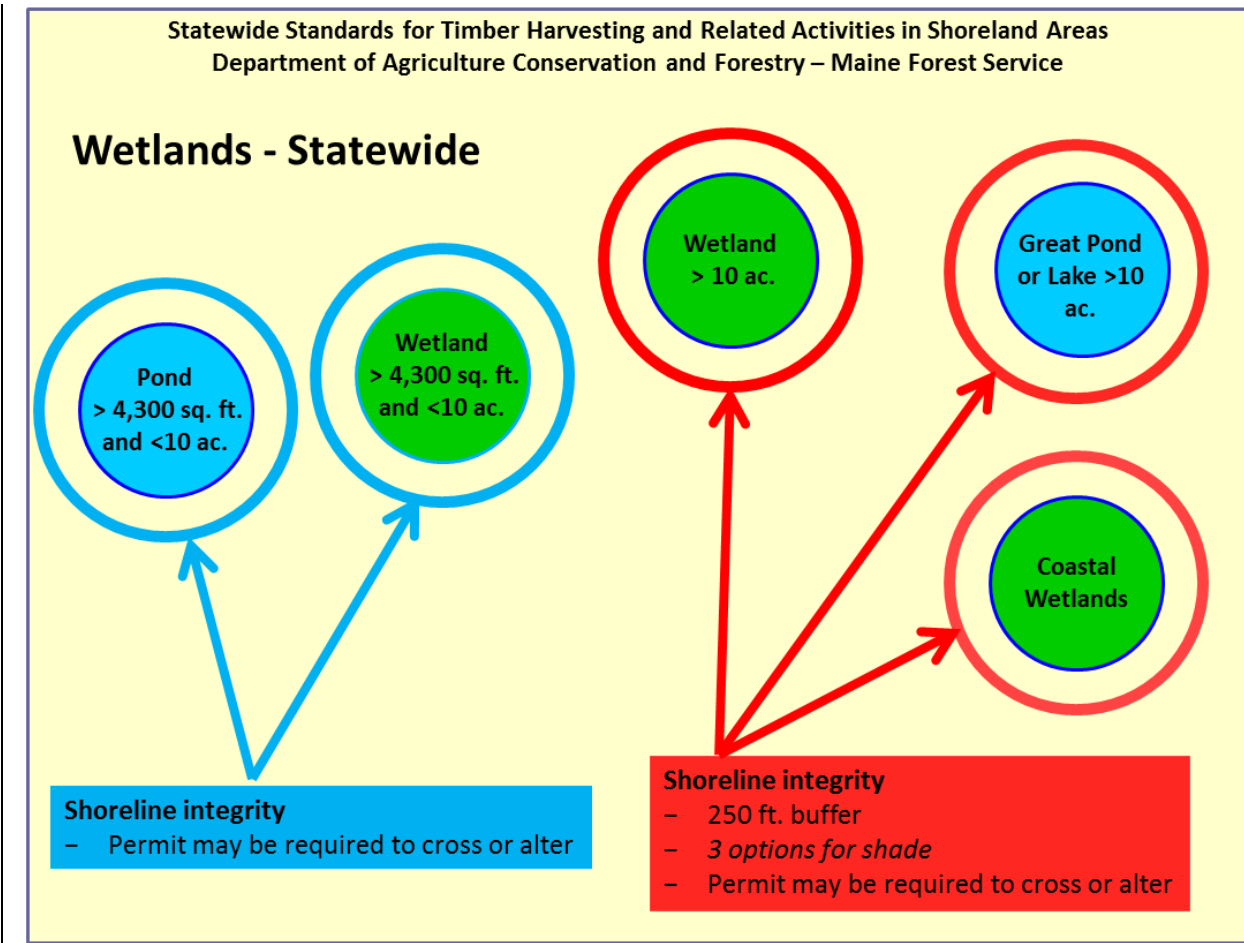 Statewide Standards for Timber Harvesting and Related Activities in Shoreland Areas
Department of Agriculture Conservation and Forestry – Maine Forest Service
Wetlands - Statewide
Pond
> 4,300 sq. ft.
and <10 ac.
Wetland
> 4,300 sq. ft.
and <10 ac.
Wetland
> 10 ac.
Great Pond
or Lake >10
ac.
Coastal
Wetlands
Shoreline integrity
– Permit may be required to cross or alter
Shoreline integrity
– 250 ft. buffer
– 3 options for shade
– Permit may be required to cross or alter